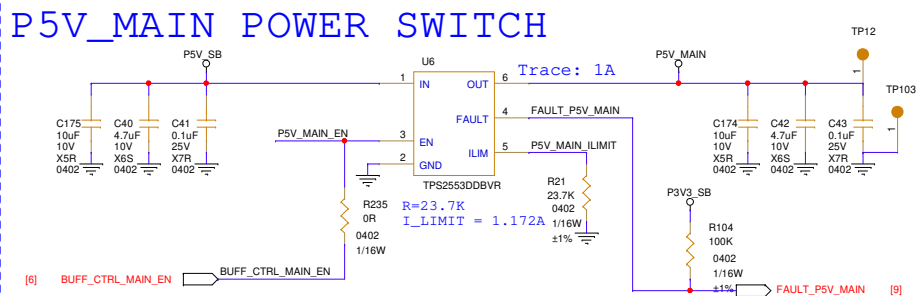 P5V_MAIN POWER SWITCH
TP12
1
P5V_SB
U6
P5V_MAIN
Trace: 1A
TP103
1
1
IN
OUT
6
C175
10uF
10V
X5R
0402
C40
4.7uF
10V
X6S
0402
C41
0.1uF
25V
X7R
0402
FAULT
4
FAULT_P5V_MAIN
C174
10uF
10V
X5R
0402
C42
4.7uF
10V
X6S
0402
C43
0.1uF
25V
X7R
0402
P5V_MAIN_EN
3
EN
2
GND
ILIM
5
P5V_MAIN_ILIMIT
TPS2553DDBVR
R21
23.7K
0402
1/16W
±1%
P3V3_SB
R235
0R
0402
1/16W
R=23.7K
I_LIMIT = 1.172A
R104
100K
0402
1/16W
±1%
[6] BUFF_CTRL_MAIN_EN
BUFF_CTRL_MAIN_EN
FAULT_P5V_MAIN [9]